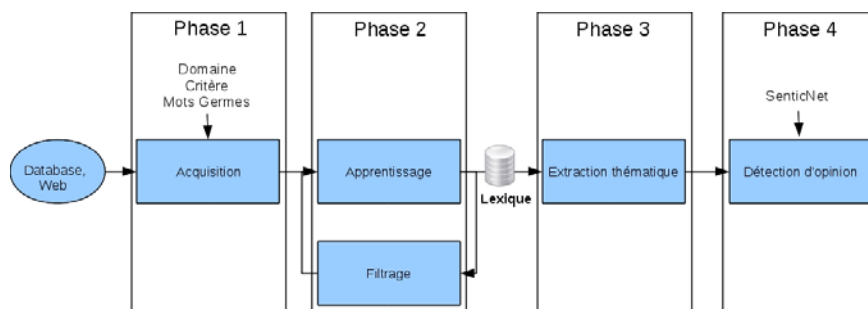 Phase 1
Phase 2
Phase 3
Phase 4
Domaine
Critère
Mots Germes
SenticNet
Database,
Web
Acquisition
Apprentissage
Lexique
Extraction thématique
Détection d'opinion
Filtrage